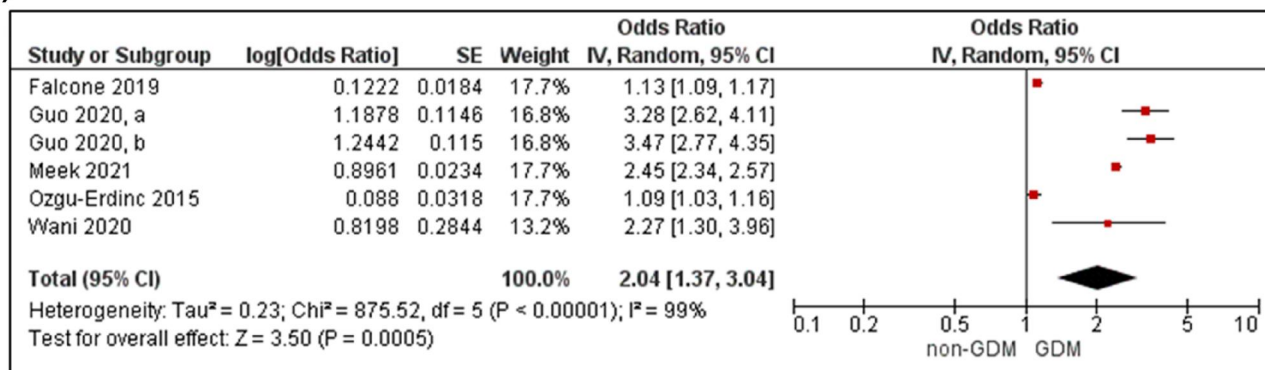 Odds Ratio Odds Ratio
Study or Subgroup log[Odds Ratio] SE Weight IV, Random, 95% CI IV, Random, 95% CI
Falcone 2019 0.1222 0.0184 17.7% 1.13 [1.09, 1.17]
Guo 2020, a 1.1878 0.1146 16.8% 3.28 [2.62, 4.11]
Guo 2020, b 1.2442 0.115 16.8% 3.47 [2.77, 4.35]
Meek 2021 0.8961 0.0234 17.7% 2.45 [2.34, 2.57]
Ozgu-Erdinc 2015 0.088 0.0318 17.7% 1.09 [1.03, 1.16]
Wani 2020 0.8198 0.2844 13.2% 2.27 [1.30, 3.96]
Total (95% CI) 100.0% 2.04 [1.37, 3.04]
Heterogeneity: Tau² = 0.23; Chi² = 875.52, df = 5 (P < 0.00001); I² = 99%
Test for overall effect: Z = 3.50 (P = 0.0005)
0.1 0.2 0.5 1 2 5 10
non-GDM GDM